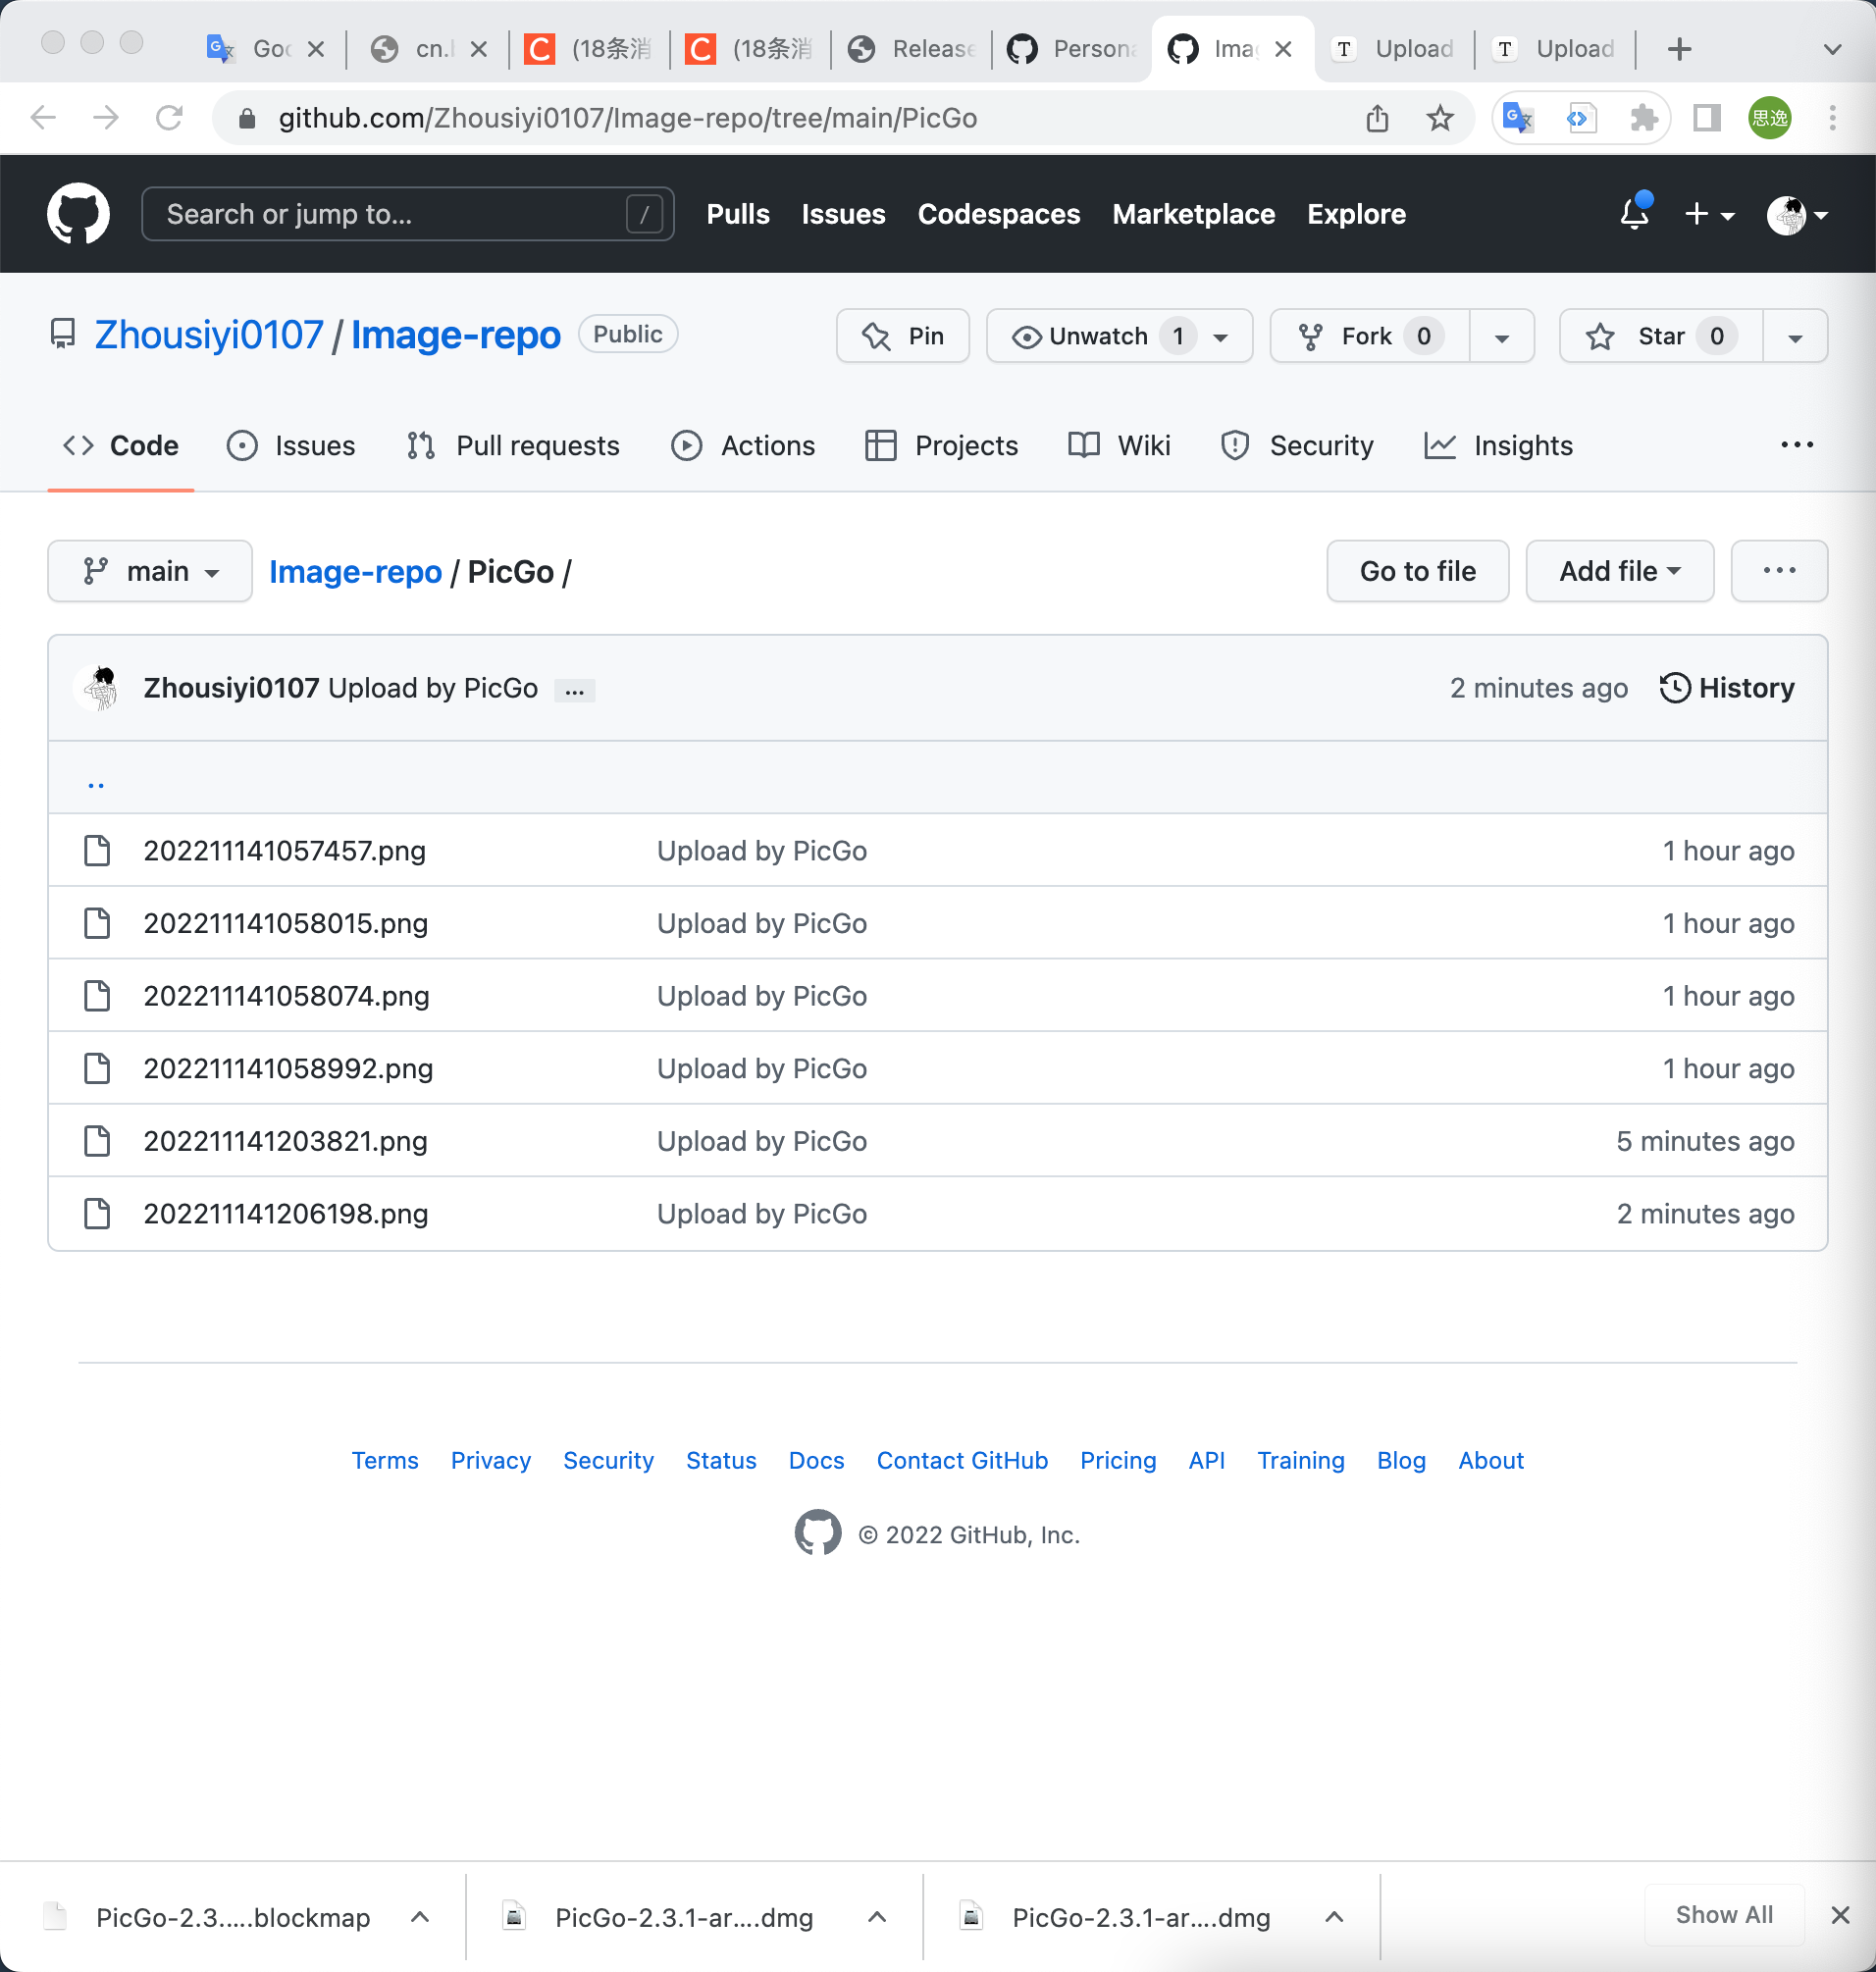 Goo
cn.
(18条消
(18条消
Release
Persona
Imag
Upload
Upload
github.com/Zhousiyi0107/Image-repo/tree/main/PicGo
思逸
Search or jump to... /
Pulls Issues Codespaces Marketplace Explore
Zhousiyi0107 / Image-repo Public
Pin Unwatch 1 Fork 0 Star 0
Code Issues Pull requests Actions Projects Wiki Security Insights ...
main Image-repo / PicGo / Go to file Add file ...
Zhousiyi0107 Upload by PicGo ... 2 minutes ago History
..
202211141057457.png Upload by PicGo 1 hour ago
202211141058015.png Upload by PicGo 1 hour ago
202211141058074.png Upload by PicGo 1 hour ago
202211141058992.png Upload by PicGo 1 hour ago
202211141203821.png Upload by PicGo 5 minutes ago
202211141206198.png Upload by PicGo 2 minutes ago
Terms Privacy Security Status Docs Contact GitHub Pricing API Training Blog About
© 2022 GitHub, Inc.
PicGo-2.3.....blockmap PicGo-2.3.1-ar....dmg PicGo-2.3.1-ar....dmg Show All